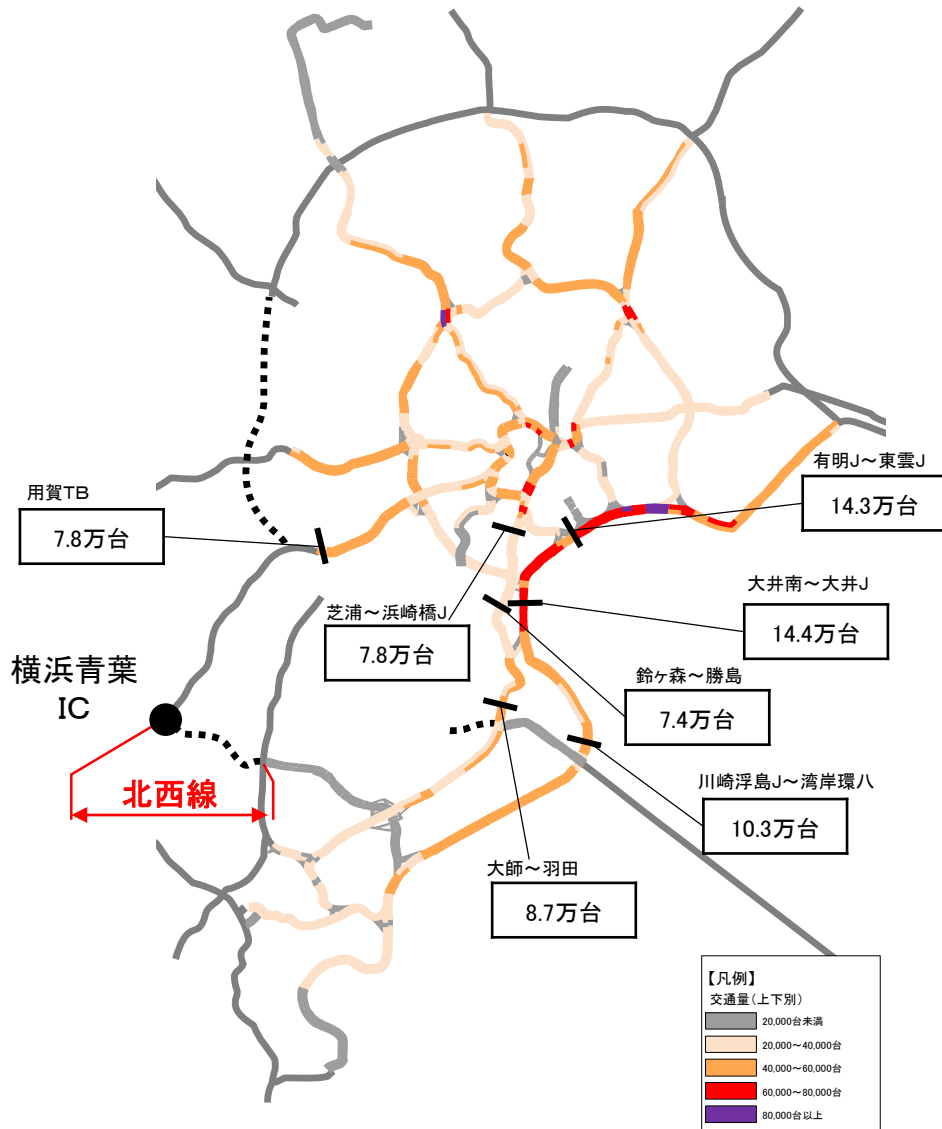 有明J～東雲J
14.3万台
用賀TB
7.8万台
大井南～大井J
14.4万台
芝浦～浜崎橋J
7.8万台
横浜青葉
IC
鈴ヶ森～勝島
7.4万台
北西線
川崎浮島J～湾岸環八
10.3万台
大師～羽田
8.7万台
【凡例】
交通量(上下別)
20,000台未満
20,000～40,000台
40,000～60,000台
60,000～80,000台
80,000台以上